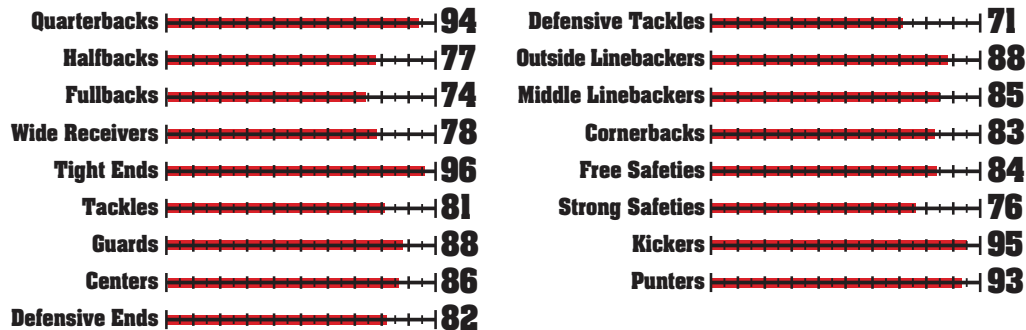 Quarterbacks 94
Halfbacks 77
Fullbacks 74
Wide Receivers 78
Tight Ends 96
Tackles 81
Guards 88
Centers 86
Defensive Ends 82
Defensive Tackles 71
Outside Linebackers 88
Middle Linebackers 85
Cornerbacks 83
Free Safeties 84
Strong Safeties 76
Kickers 95
Punters 93